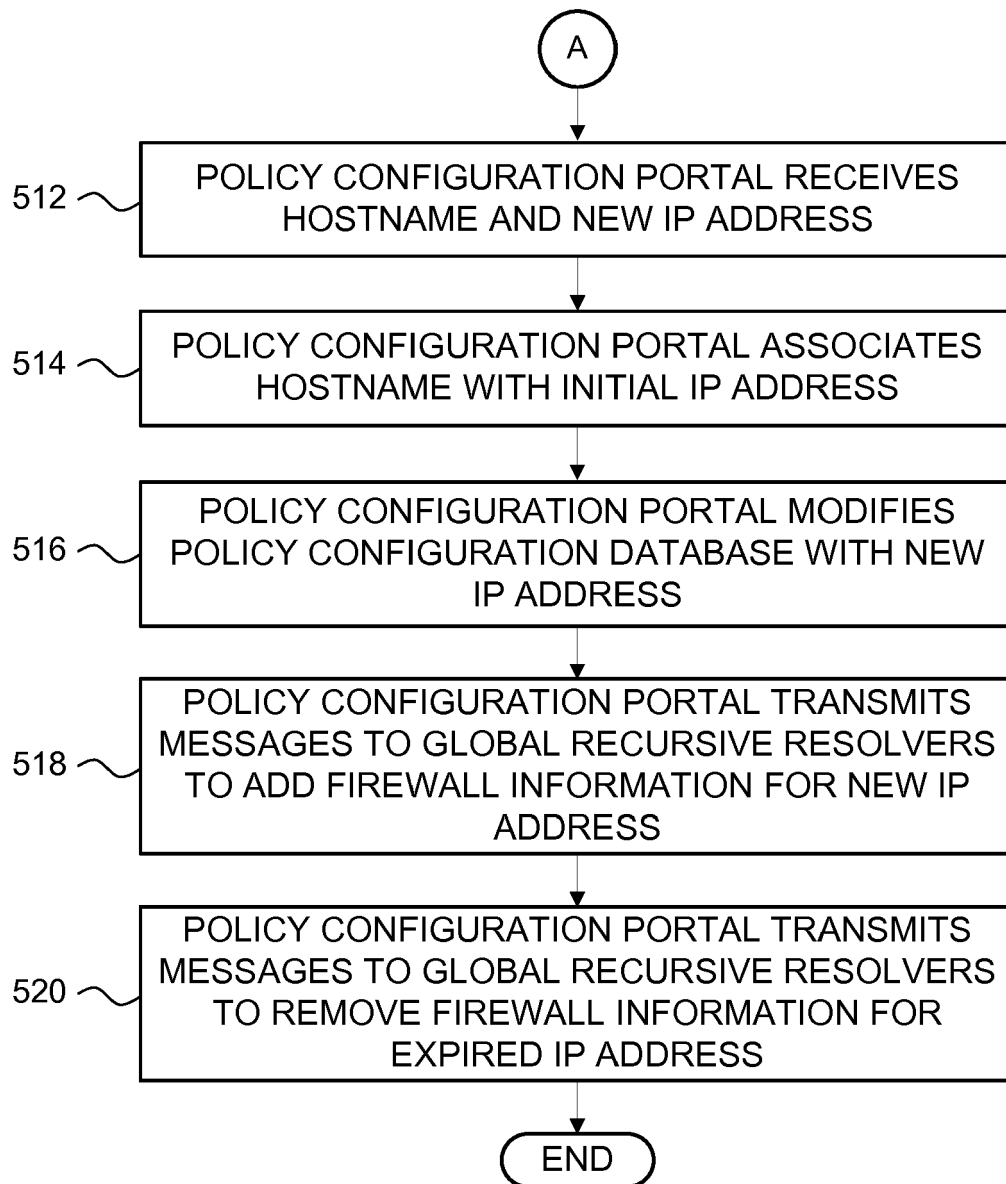 A
512
POLICY CONFIGURATION PORTAL RECEIVES
HOSTNAME AND NEW IP ADDRESS
514
POLICY CONFIGURATION PORTAL ASSOCIATES
HOSTNAME WITH INITIAL IP ADDRESS
516
POLICY CONFIGURATION PORTAL MODIFIES
POLICY CONFIGURATION DATABASE WITH NEW
IP ADDRESS
518
POLICY CONFIGURATION PORTAL TRANSMITS
MESSAGES TO GLOBAL RECURSIVE RESOLVERS
TO ADD FIREWALL INFORMATION FOR NEW IP
ADDRESS
520
POLICY CONFIGURATION PORTAL TRANSMITS
MESSAGES TO GLOBAL RECURSIVE RESOLVERS
TO REMOVE FIREWALL INFORMATION FOR
EXPIRED IP ADDRESS
END